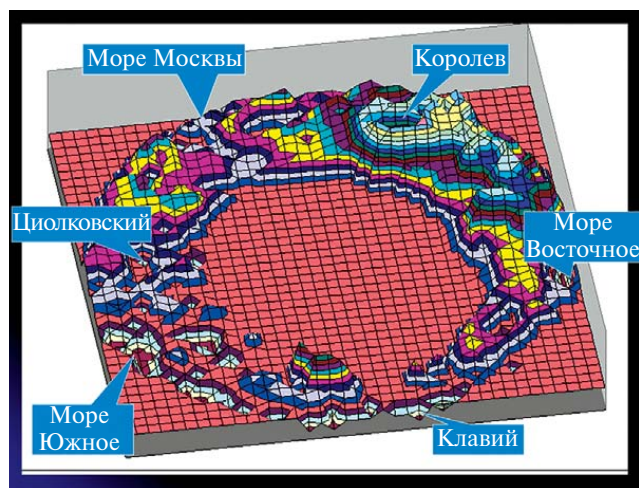 Море Москвы
Королев
Циолковский
Море
Восточное
Море
Южное
Клавий